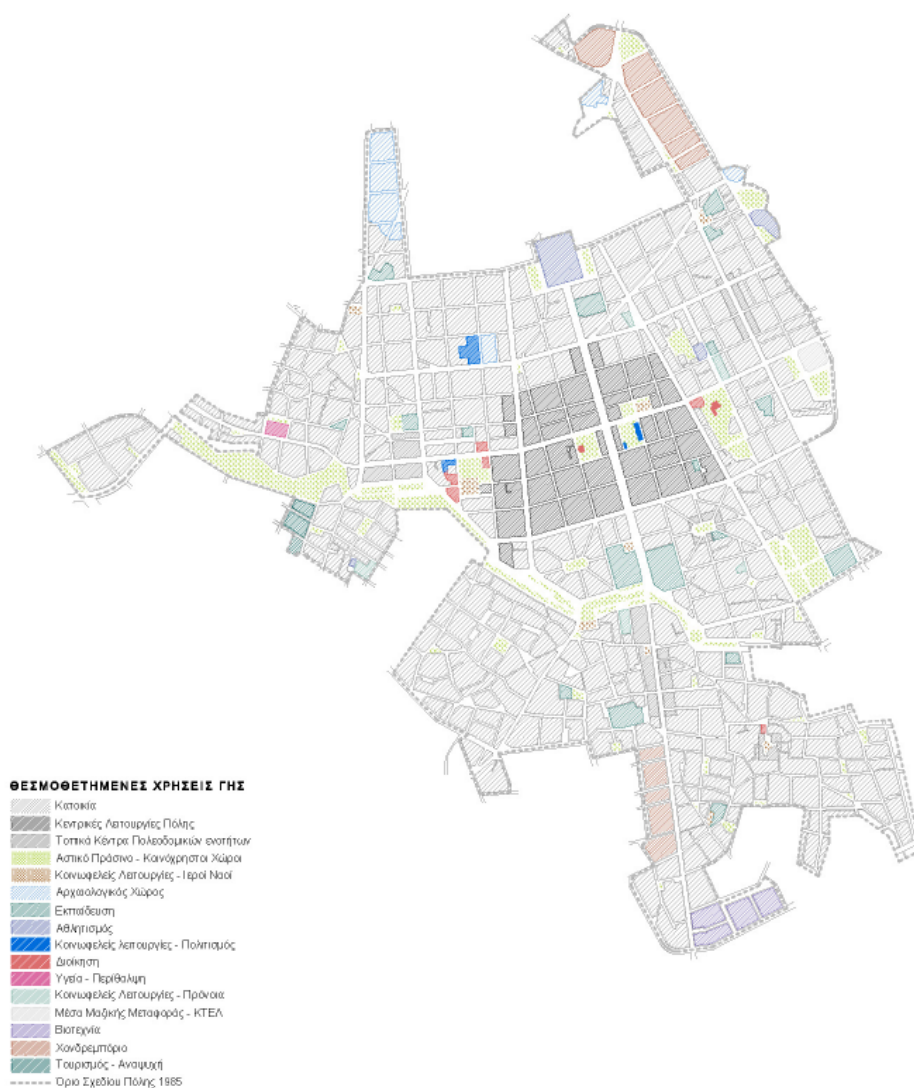 ΘΕΣΜΟΘΕΤΗΜΕΝΕΣ ΧΡΗΣΕΙΣ ΓΗΣ
Κατοικία
Κεντρικές Λειτουργίες Πόλης
Τοπικά Κέντρα Πολεοδομικών ενοτήτων
Αστικό Πράσινο - Κοινόχρηστοι Χώροι
Κοινωφελείς Λειτουργίες - Ιεροί Ναοί
Αρχαιολογικός Χώρος
Εκπαίδευση
Αθλητισμός
Κοινωφελείς λειτουργίες - Πολιτισμός
Διοίκηση
Υγεία - Περίθαλψη
Κοινωφελείς Λειτουργίες - Πρόνοια
Μέσα Μαζικής Μεταφοράς - ΚΤΕΛ
Βιοτεχνία
Χονδρεμπόριο
Τουρισμός - Αναψυχή
Όριο Σχεδίου Πόλης 1985